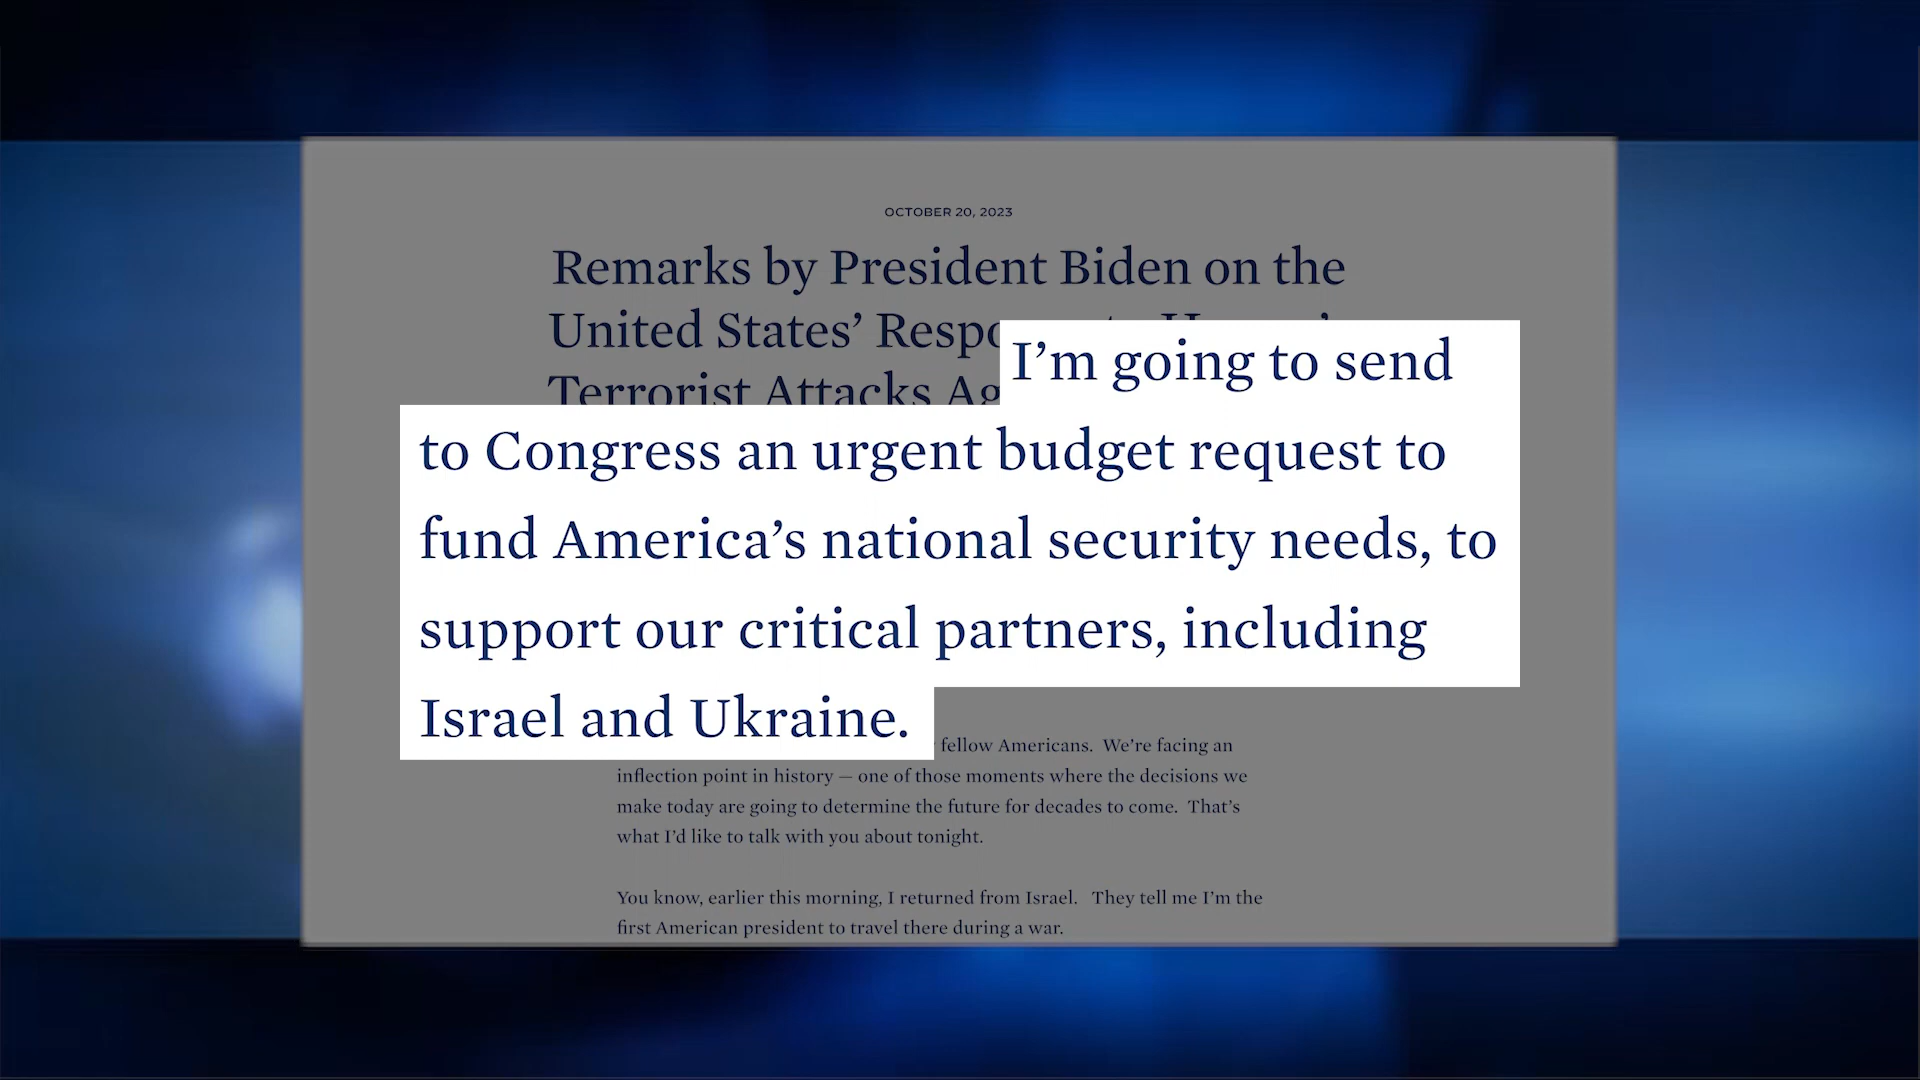 OCTOBER 20, 2023
Remarks by President Biden on the
United States’ Respo
Terrorist Attacks Ag
I’m going to send
to Congress an urgent budget request to
fund America’s national security needs, to
support our critical partners, including
Israel and Ukraine.
fellow Americans.  We’re facing an
inflection point in history — one of those moments where the decisions we
make today are going to determine the future for decades to come.  That’s
what I’d like to talk with you about tonight.
You know, earlier this morning, I returned from Israel.   They tell me I’m the
first American president to travel there during a war.